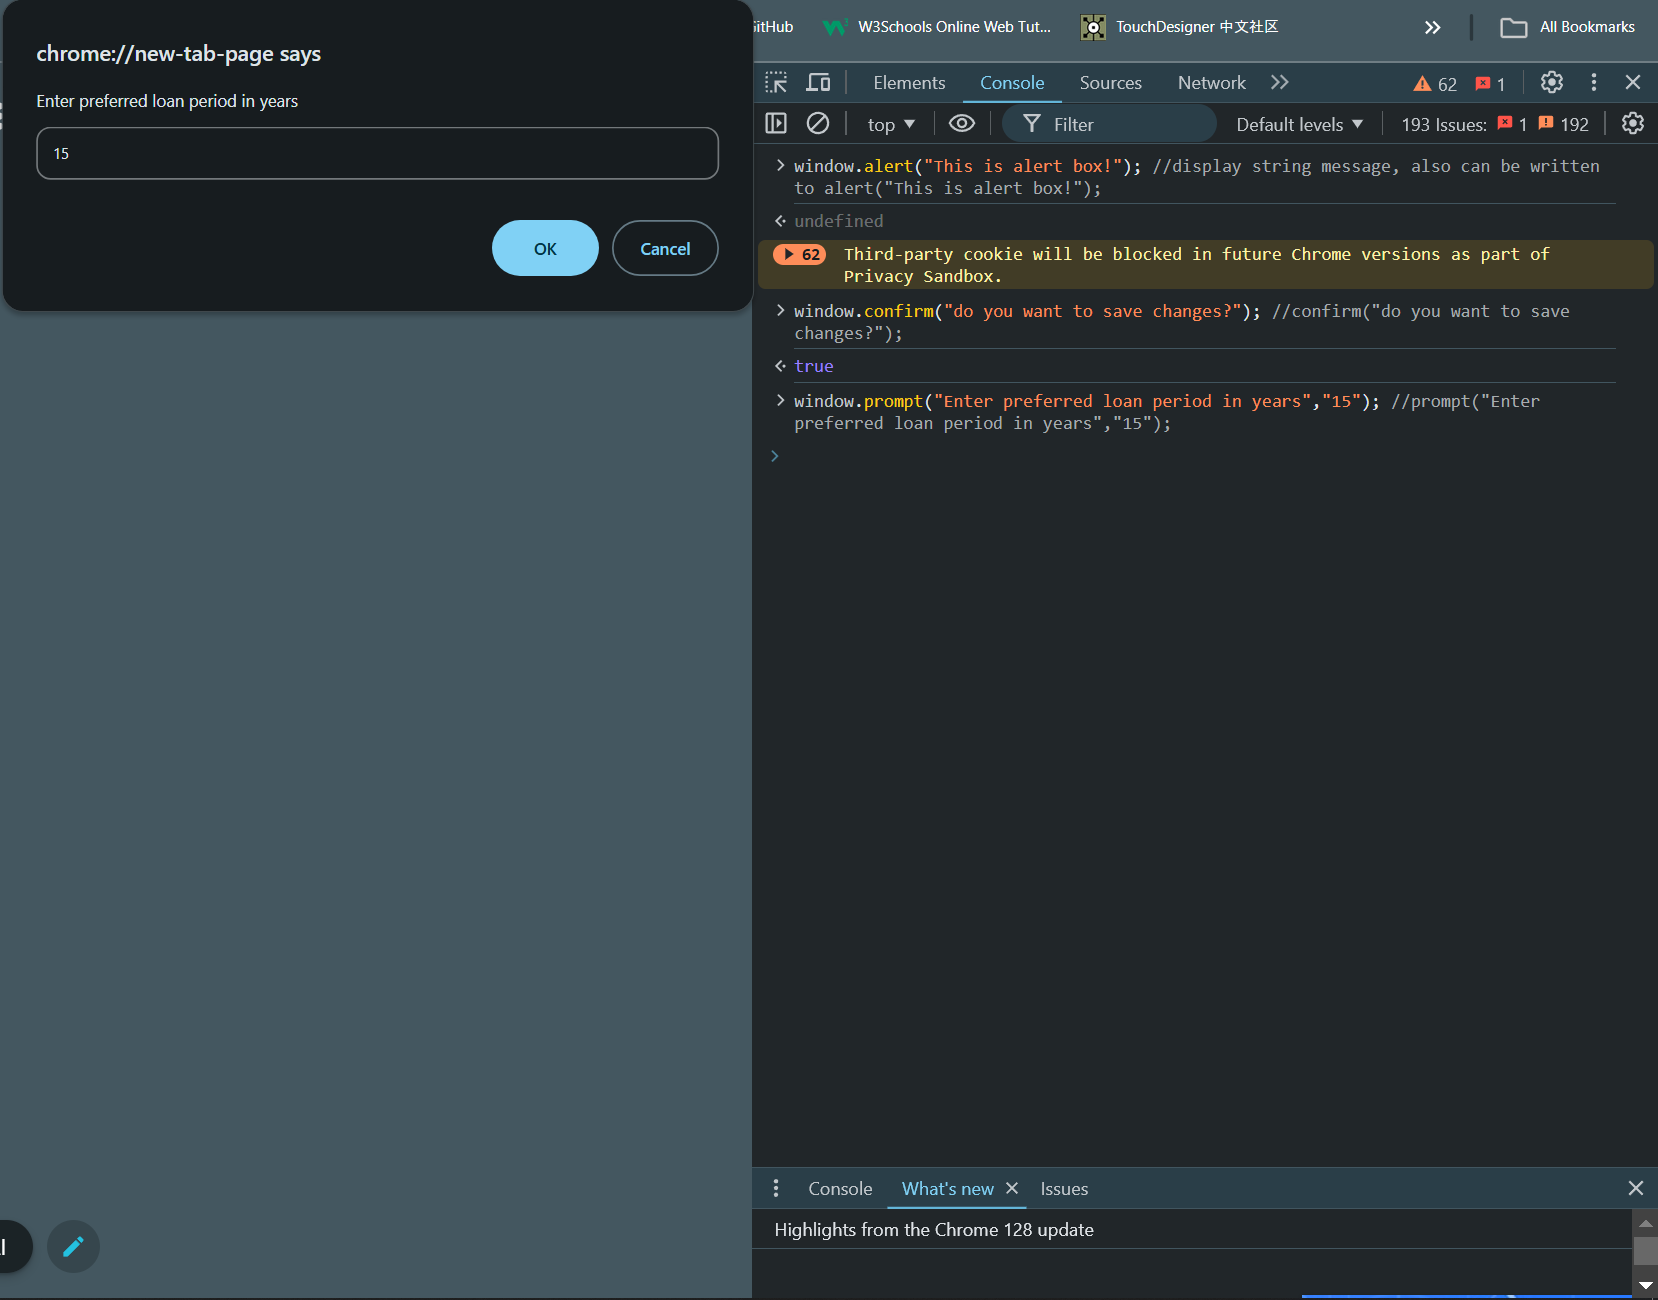 chrome://new-tab-page says
Enter preferred loan period in years
15
OK
Cancel
itHub
W3Schools Online Web Tut...
TouchDesigner 中文社区
All Bookmarks
Elements
Console
Sources
Network
62
1
top
Filter
Default levels
193 Issues:
1
192
window.alert("This is alert box!"); //display string message, also can be written
to alert("This is alert box!");
undefined
62
Third-party cookie will be blocked in future Chrome versions as part of
Privacy Sandbox.
window.confirm("do you want to save changes?"); //confirm("do you want to save
changes?");
true
window.prompt("Enter preferred loan period in years","15"); //prompt("Enter
preferred loan period in years","15");
Console
What's new
Issues
Highlights from the Chrome 128 update